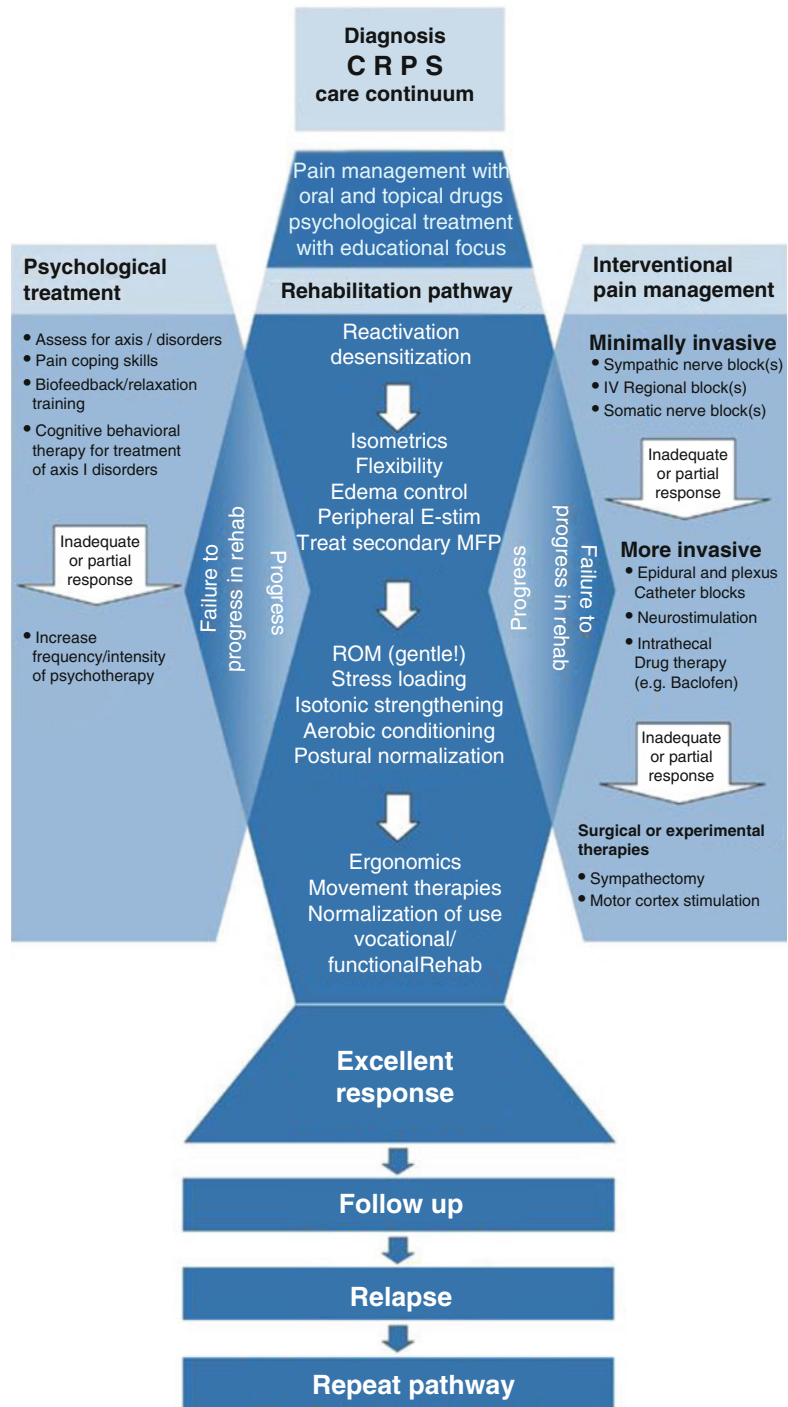 Diagnosis
C R P S
care continuum
Pain management with
oral and topical drugs
psychological treatment
with educational focus
Psychological
treatment
• Assess for axis / disorders
• Pain coping skills
• Biofeedback/relaxation
training
• Cognitive behavioral
therapy for treatment
of axis I disorders
Inadequate
or partial
response
• Increase
frequency/intensity
of psychotherapy
Failure to
progress in rehab
Progress
Rehabilitation pathway
Reactivation
desensitization
Isometrics
Flexibility
Edema control
Peripheral E-stim
Treat secondary MFP
ROM (gentle!)
Stress loading
Isotonic strengthening
Aerobic conditioning
Postural normalization
Ergonomics
Movement therapies
Normalization of use
vocational/
functionalRehab
Progress
Failure to
progress in rehab
Interventional
pain management
Minimally invasive
• Sympathic nerve block(s)
• IV Regional block(s)
• Somatic nerve block(s)
Inadequate
or partial
response
More invasive
• Epidural and plexus
Catheter blocks
• Neurostimulation
• Intrathecal
Drug therapy
(e.g. Baclofen)
Inadequate
or partial
response
Surgical or experimental
therapies
• Sympathectomy
• Motor cortex stimulation
Excellent
response
Follow up
Relapse
Repeat pathway